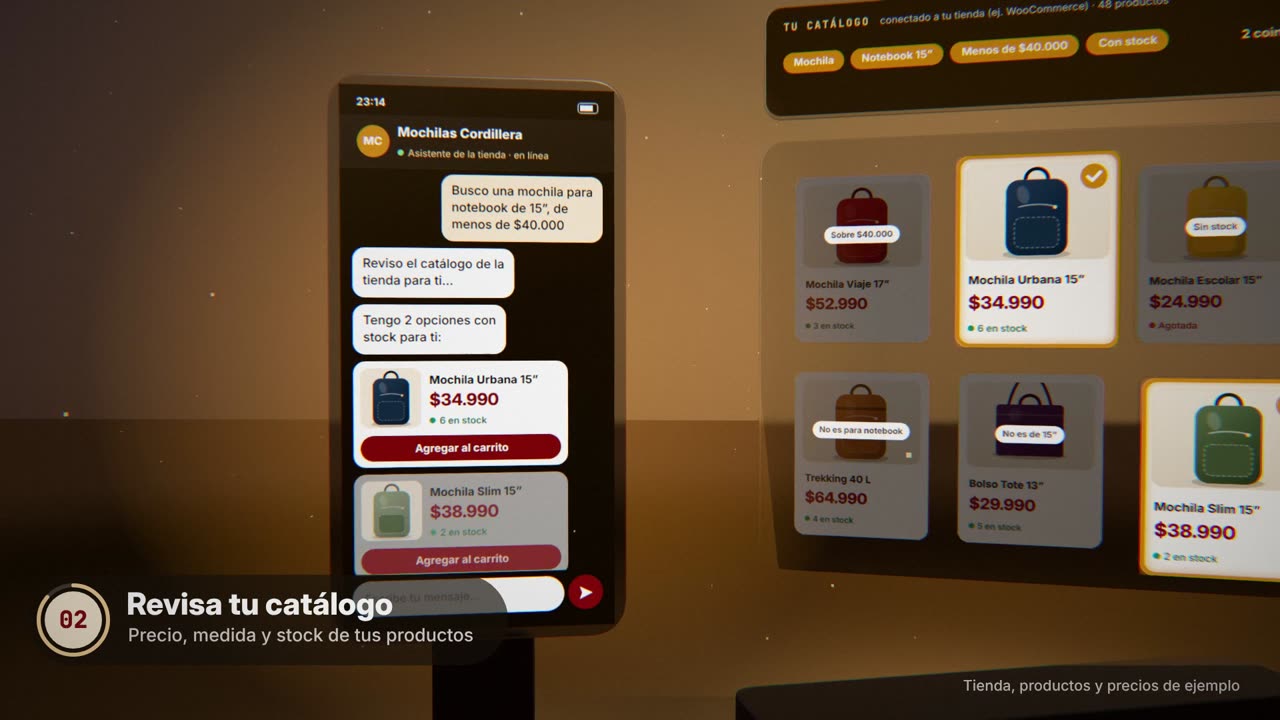 23:14
MC
Mochilas Cordillera
Asistente de la tienda · en línea
Busco una mochila para
notebook de 15”, de
menos de $40.000
Reviso el catálogo de la
tienda para ti...
Tengo 2 opciones con
stock para ti:
Mochila Urbana 15”
$34.990
6 en stock
Agregar al carrito
Mochila Slim 15”
$38.990
2 en stock
Agregar al carrito
tu mensaje...
02
Revisa tu catálogo
Precio, medida y stock de tus productos
TU CATÁLOGO conectado a tu tienda (ej. WooCommerce) · 48 productos
Mochila
Notebook 15”
Menos de $40.000
Con stock
2
Sobre $40.000
Mochila Viaje 17”
$52.990
3 en stock
Mochila Urbana 15”
$34.990
6 en stock
Sin stock
Mochila Escolar 15”
$24.990
Agotada
No es para notebook
Trekking 40 L
$64.990
4 en stock
No es de 15”
Bolso Tote 13”
$29.990
5 en stock
Mochila Slim 15”
$38.990
2 en stock
Tienda, productos y precios de ejemplo